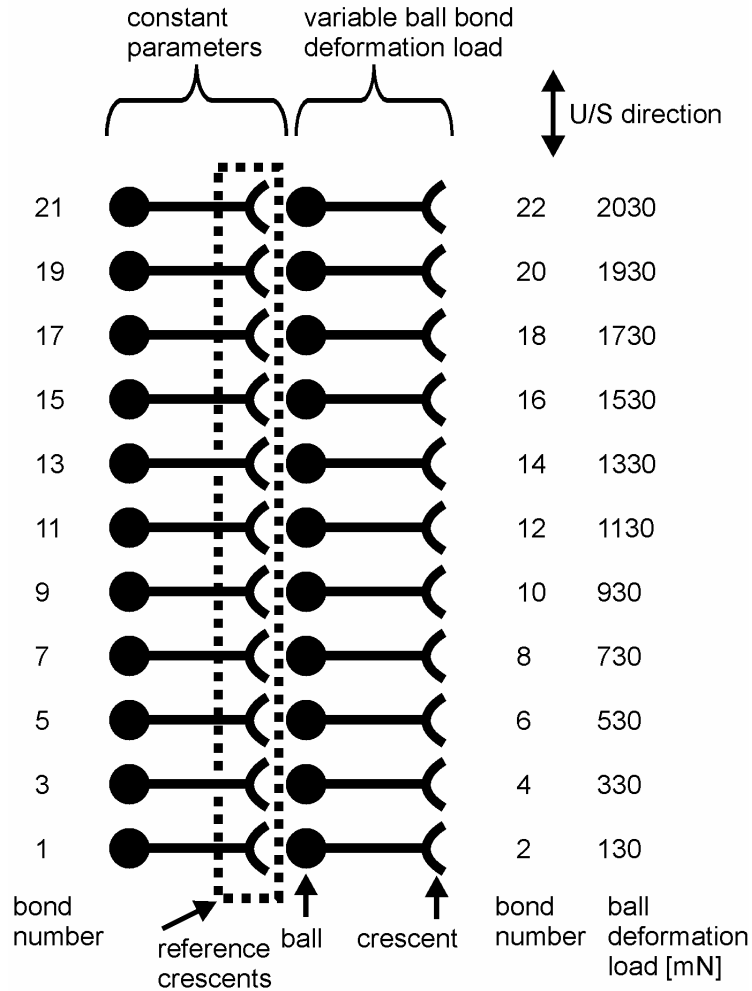 constant
parameters
variable ball bond
deformation load
U/S direction
21 22 2030
19 20 1930
17 18 1730
15 16 1530
13 14 1330
11 12 1130
9 10 930
7 8 730
5 6 530
3 4 330
1 2 130
bond
number
reference
crescents
ball
crescent
bond
number
ball
deformation
load [mN]